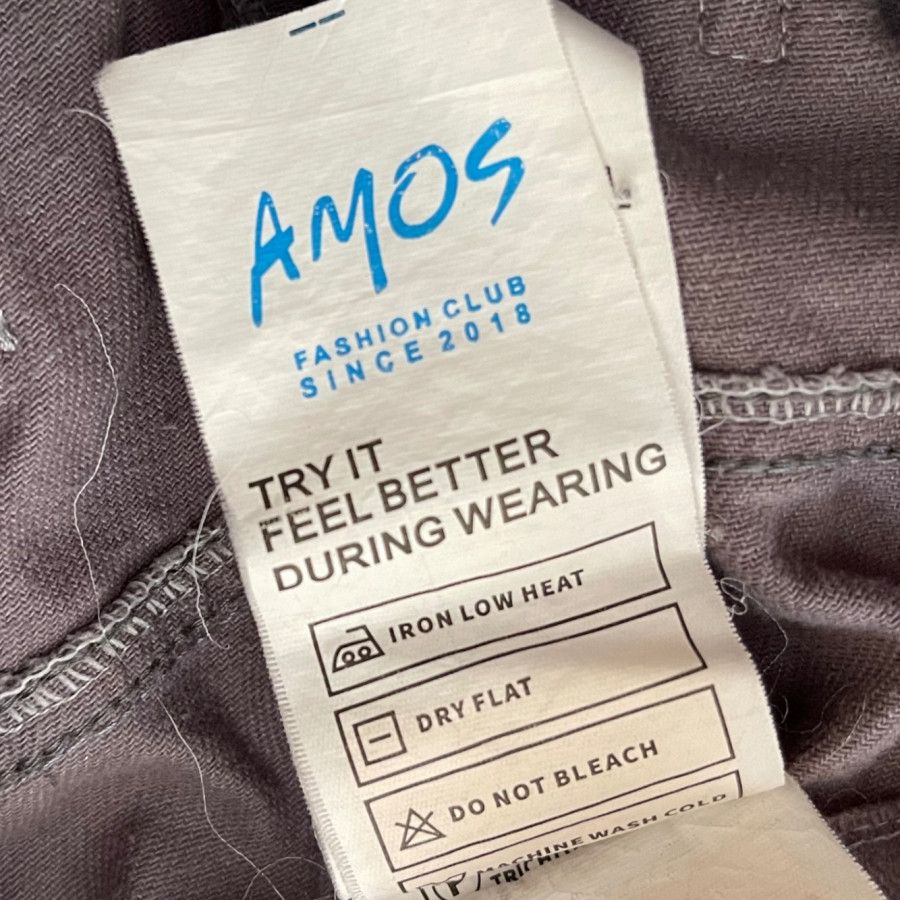 AMOS
FASHION CLUB
SINCE 2018
TRY IT
FEEL BETTER
DURING WEARING
IRON LOW HEAT
DRY FLAT
DO NOT BLEACH
MACHINE WASH COLD